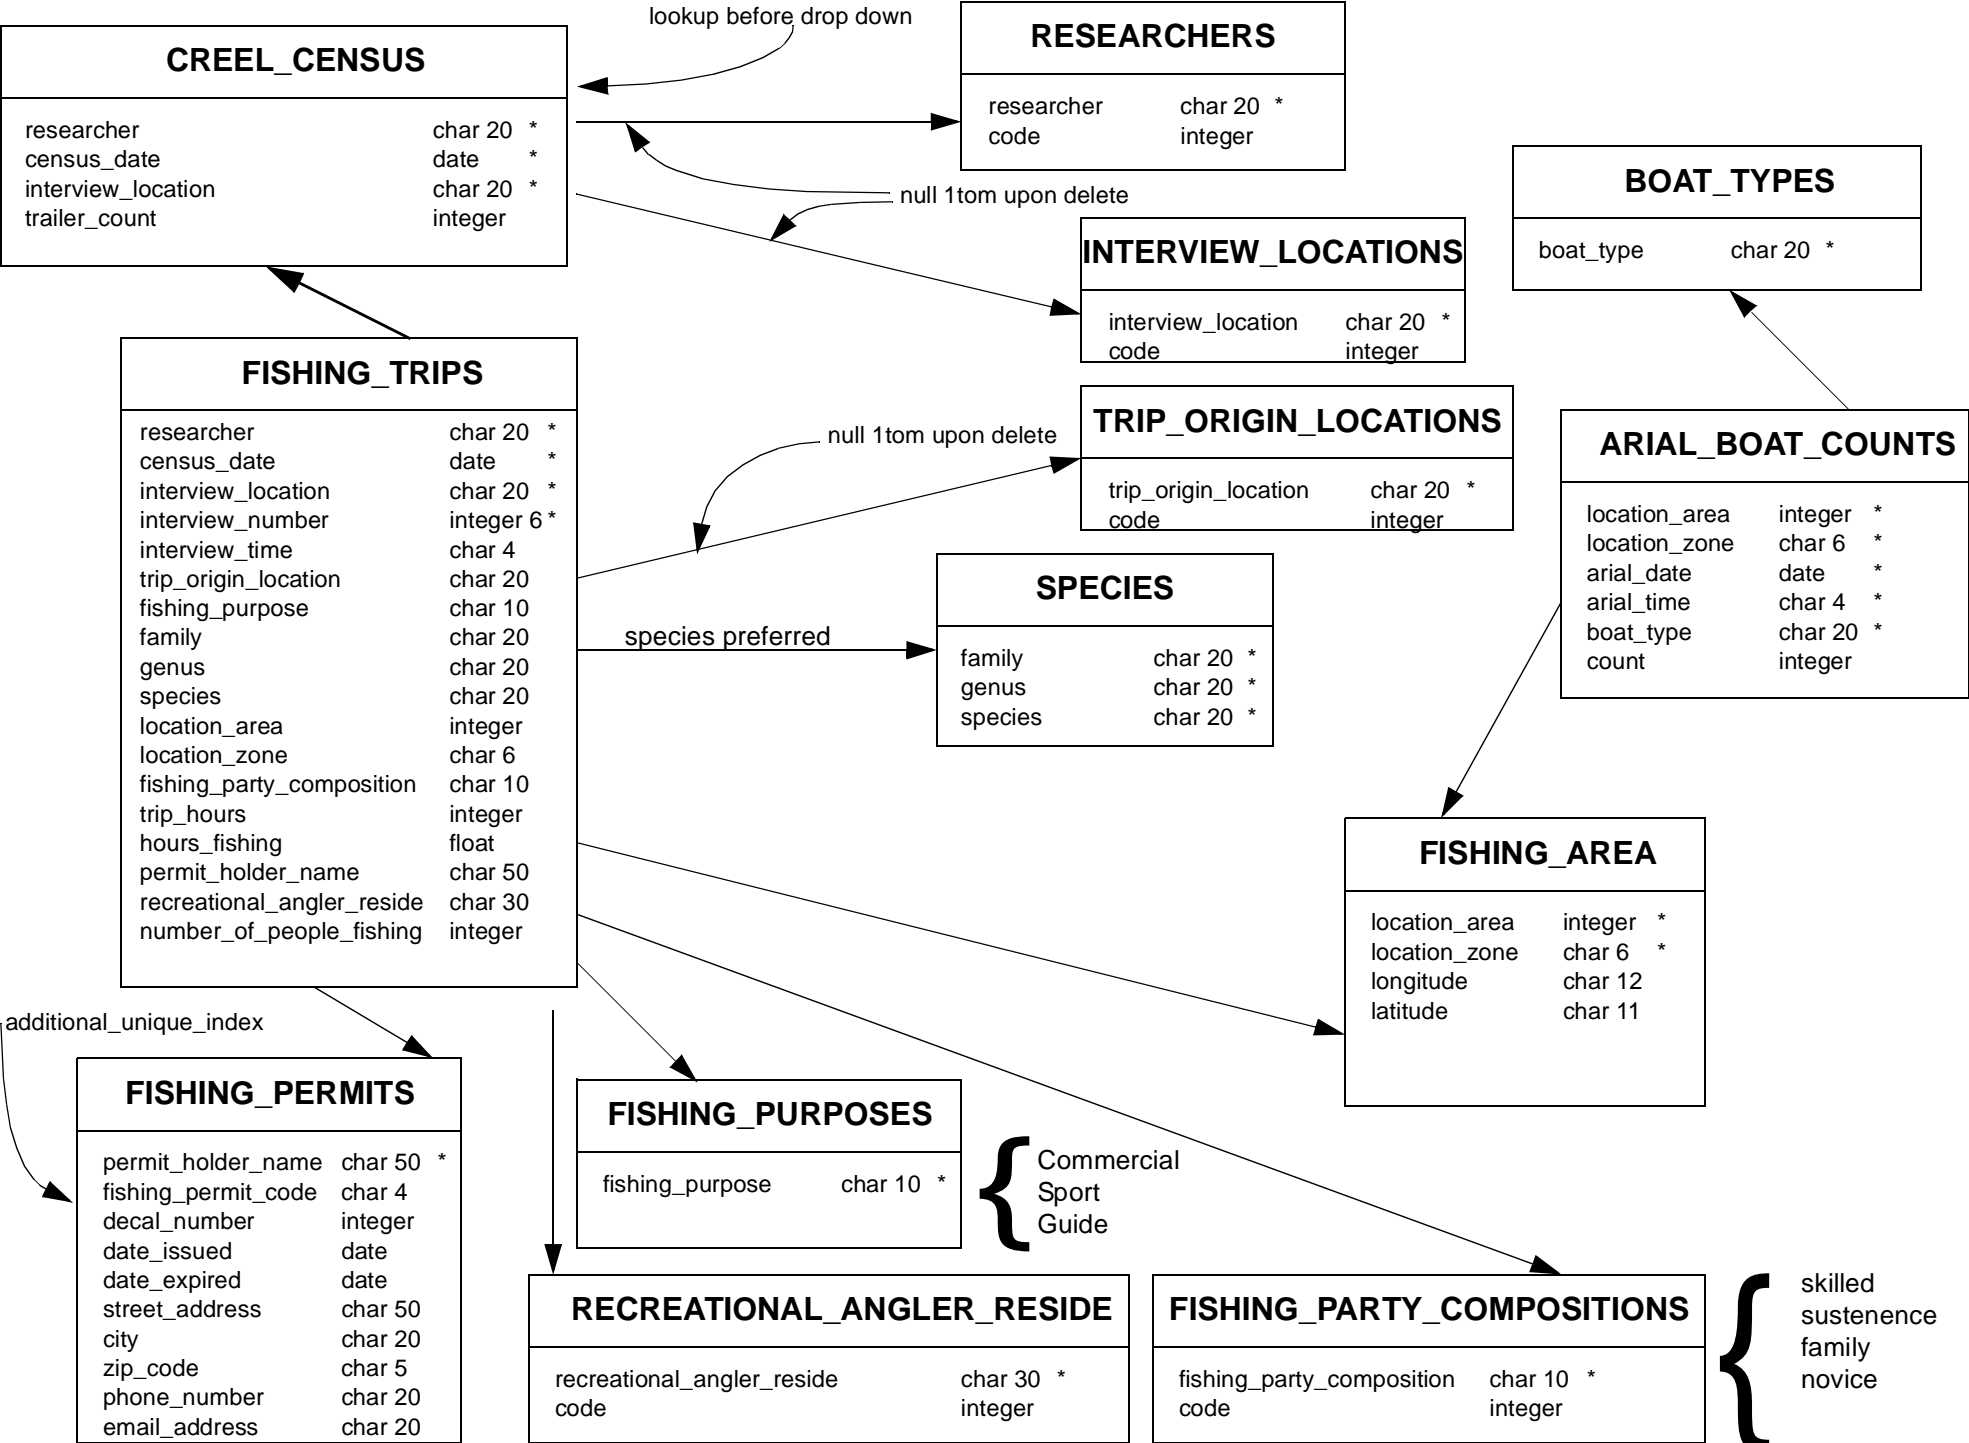 lookup before drop down
CREEL_CENSUS
researcher char 20 *
census_date date *
interview_location char 20 *
trailer_count integer
RESEARCHERS
researcher char 20 *
code integer
null 1tom upon delete
INTERVIEW_LOCATIONS
interview_location char 20 *
code integer
BOAT_TYPES
boat_type char 20 *
FISHING_TRIPS
researcher char 20 *
census_date date *
interview_location char 20 *
interview_number integer 6 *
interview_time char 4
trip_origin_location char 20
fishing_purpose char 10
family char 20
genus char 20
species char 20
location_area integer
location_zone char 6
fishing_party_composition char 10
trip_hours integer
hours_fishing float
permit_holder_name char 50
recreational_angler_reside char 30
number_of_people_fishing integer
null 1tom upon delete
TRIP_ORIGIN_LOCATIONS
trip_origin_location char 20 *
code integer
species preferred
SPECIES
family char 20 *
genus char 20 *
species char 20 *
ARIAL_BOAT_COUNTS
location_area integer *
location_zone char 6 *
arial_date date *
arial_time char 4 *
boat_type char 20 *
count integer
FISHING_AREA
location_area integer *
location_zone char 6 *
longitude char 12
latitude char 11
additional_unique_index
FISHING_PERMITS
permit_holder_name char 50 *
fishing_permit_code char 4
decal_number integer
date_issued date
date_expired date
street_address char 50
city char 20
zip_code char 5
phone_number char 20
email_address char 20
FISHING_PURPOSES
fishing_purpose char 10 *
{
Commercial
Sport
Guide
RECREATIONAL_ANGLER_RESIDE
recreational_angler_reside char 30 *
code integer
FISHING_PARTY_COMPOSITIONS
fishing_party_composition char 10 *
code integer
{
skilled
sustenence
family
novice